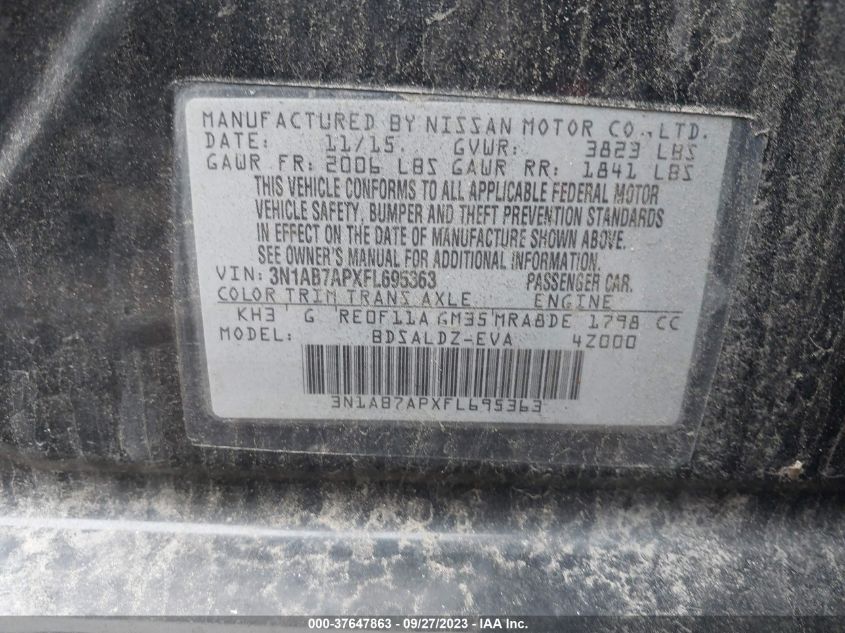 MANUFACTURED BY NISSAN MOTOR CO., LTD.
DATE: 11/15. GVWR: 3823 LBS
GAWR FR: 2006 LBS GAWR RR: 1841 LBS
THIS VEHICLE CONFORMS TO ALL APPLICABLE FEDERAL MOTOR
VEHICLE SAFETY, BUMPER AND THEFT PREVENTION STANDARDS
IN EFFECT ON THE DATE OF MANUFACTURE SHOWN ABOVE.
SEE OWNER'S MANUAL FOR ADDITIONAL INFORMATION.
VIN: 3N1AB7APXFL695363 PASSENGER CAR.
COLOR TRIM TRANS AXLE ENGINE
KH3 G RE0F11A GM35 MRA8DE 1798 CC
MODEL: BDSALDZ-EVA 4Z000
3N1AB7APXFL695363
000-37647863 | 09/27/2023 - IAA Inc.